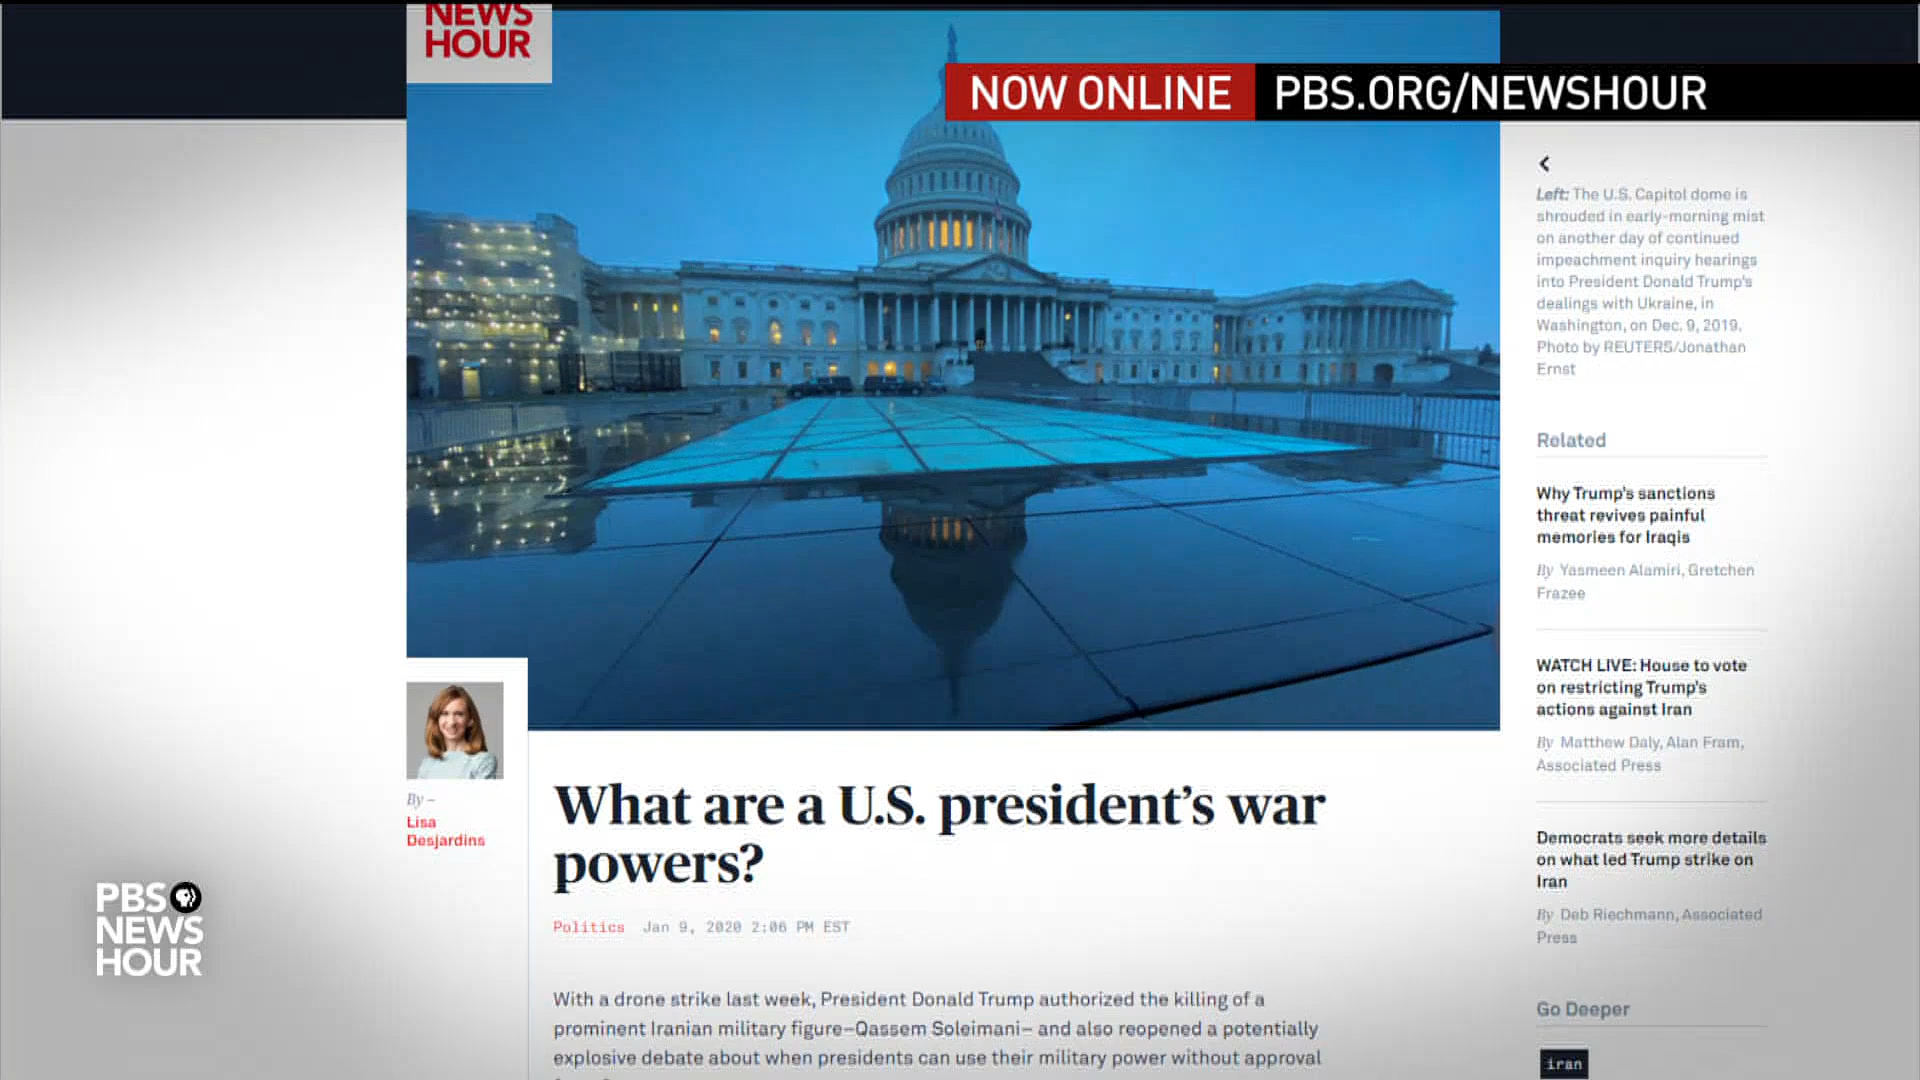 NEWS
HOUR
NOW ONLINE PBS.ORG/NEWSHOUR
Left: The U.S. Capitol dome is
shrouded in early-morning mist
on another day of continued
impeachment inquiry hearings
into President Donald Trump's
dealings with Ukraine, in
Washington, on Dec. 9, 2019.
Photo by REUTERS/Jonathan
Ernst
Related
Why Trump's sanctions
threat revives painful
memories for Iraqis
By Yasmeen Alamiri, Gretchen
Frazee
WATCH LIVE: House to vote
on restricting Trump's
actions against Iran
By Matthew Daly, Alan Fram,
Associated Press
Democrats seek more details
on what led Trump strike on
Iran
By Deb Riechmann, Associated
Press
Go Deeper
iran
By –
Lisa
Desjardins
What are a U.S. president's war
powers?
Politics Jan 9, 2020 2:06 PM EST
With a drone strike last week, President Donald Trump authorized the killing of a
prominent Iranian military figure–Qassem Soleimani– and also reopened a potentially
explosive debate about when presidents can use their military power without approval
PBS
NEWS
HOUR